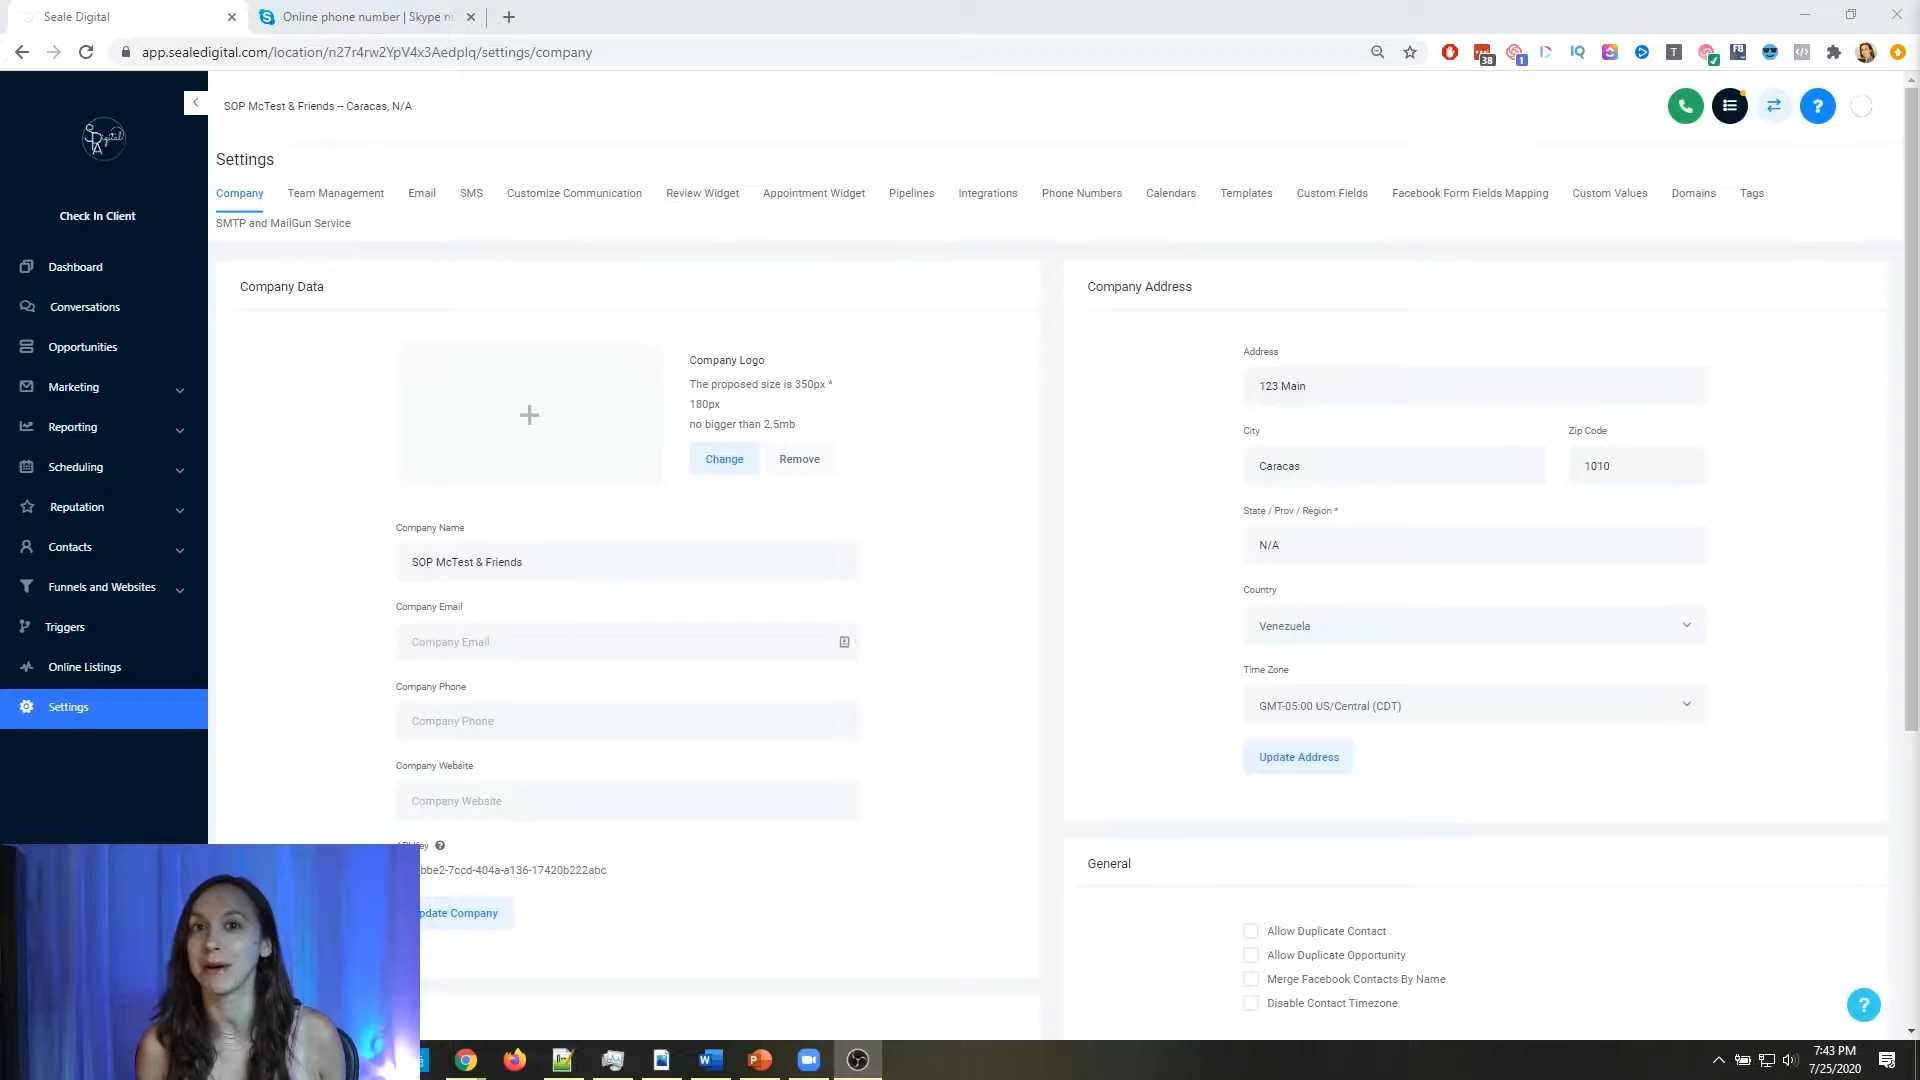 Seale Digital
Online phone number | Skype nu
app.sealedigital.com/location/n27r4rw2YpV4x3Aedplq/settings/company
38
1
IQ
T
FB
SOP McTest & Friends -- Caracas, N/A
Settings
Company
Team Management
Email
SMS
Customize Communication
Review Widget
Appointment Widget
Pipelines
Integrations
Phone Numbers
Calendars
Templates
Custom Fields
Facebook Form Fields Mapping
Custom Values
Domains
Tags
SMTP and MailGun Service
Check In Client
Dashboard
Conversations
Opportunities
Marketing
Reporting
Scheduling
Reputation
Contacts
Funnels and Websites
Triggers
Online Listings
Settings
Company Data
Company Logo
The proposed size is 350px *
180px
no bigger than 2.5mb
Change
Remove
Company Name
SOP McTest & Friends
Company Email
Company Email
Company Phone
Company Phone
Company Website
Company Website
bbe2-7ccd-404a-a136-17420b222abc
pdate Company
Company Address
Address
123 Main
City
Zip Code
Caracas
1010
State / Prov / Region *
N/A
Country
Venezuela
Time Zone
GMT-05:00 US/Central (CDT)
Update Address
General
Allow Duplicate Contact
Allow Duplicate Opportunity
Merge Facebook Contacts By Name
Disable Contact Timezone
7:43 PM
7/25/2020